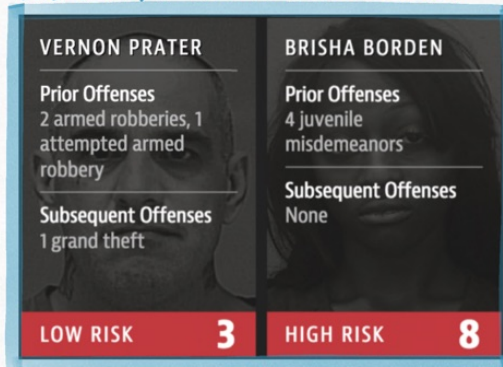 VERNON PRATER
Prior Offenses
2 armed robberies, 1
attempted armed
robbery
Subsequent Offenses
1 grand theft
LOW RISK 3
BRISHA BORDEN
Prior Offenses
4 juvenile
misdemeanors
Subsequent Offenses
None
HIGH RISK 8